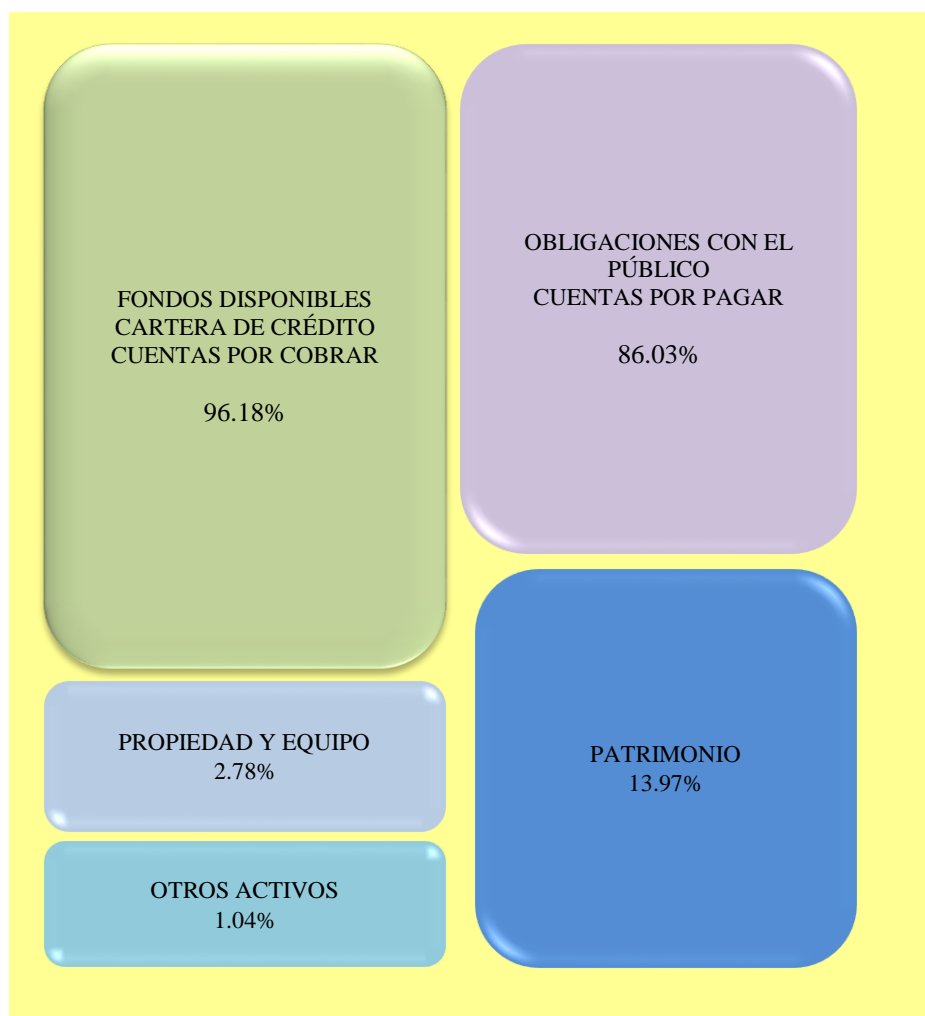 FONDOS DISPONIBLES
CARTERA DE CRÉDITO
CUENTAS POR COBRAR
96.18%
PROPIEDAD Y EQUIPO
2.78%
OTROS ACTIVOS
1.04%
OBLIGACIONES CON EL
PÚBLICO
CUENTAS POR PAGAR
86.03%
PATRIMONIO
13.97%